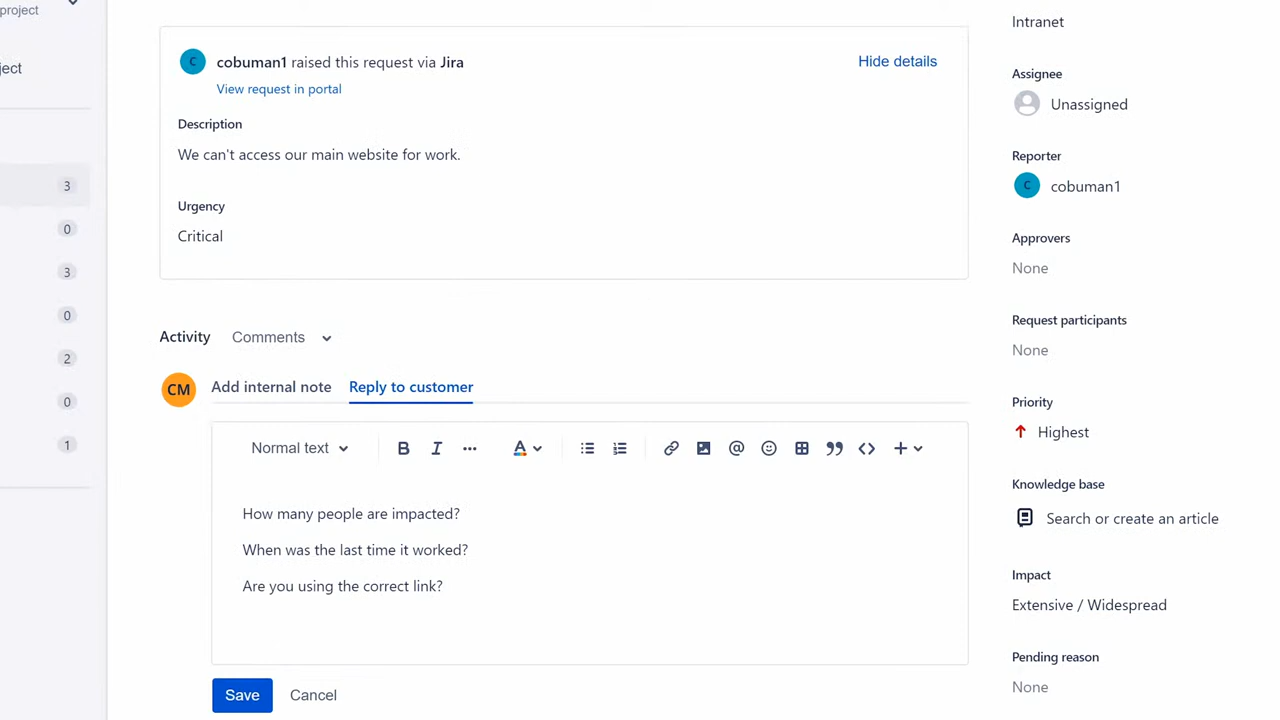 project
ject
3
0
3
0
2
0
1
C
cobuman1 raised this request via Jira
Hide details
View request in portal
Description
We can't access our main website for work.
Urgency
Critical
Activity
Comments
CM
Add internal note
Reply to customer
Normal text
B
I
A
@
How many people are impacted?
When was the last time it worked?
Are you using the correct link?
Save
Cancel
Intranet
Assignee
Unassigned
Reporter
C
cobuman1
Approvers
None
Request participants
None
Priority
Highest
Knowledge base
Search or create an article
Impact
Extensive / Widespread
Pending reason
None